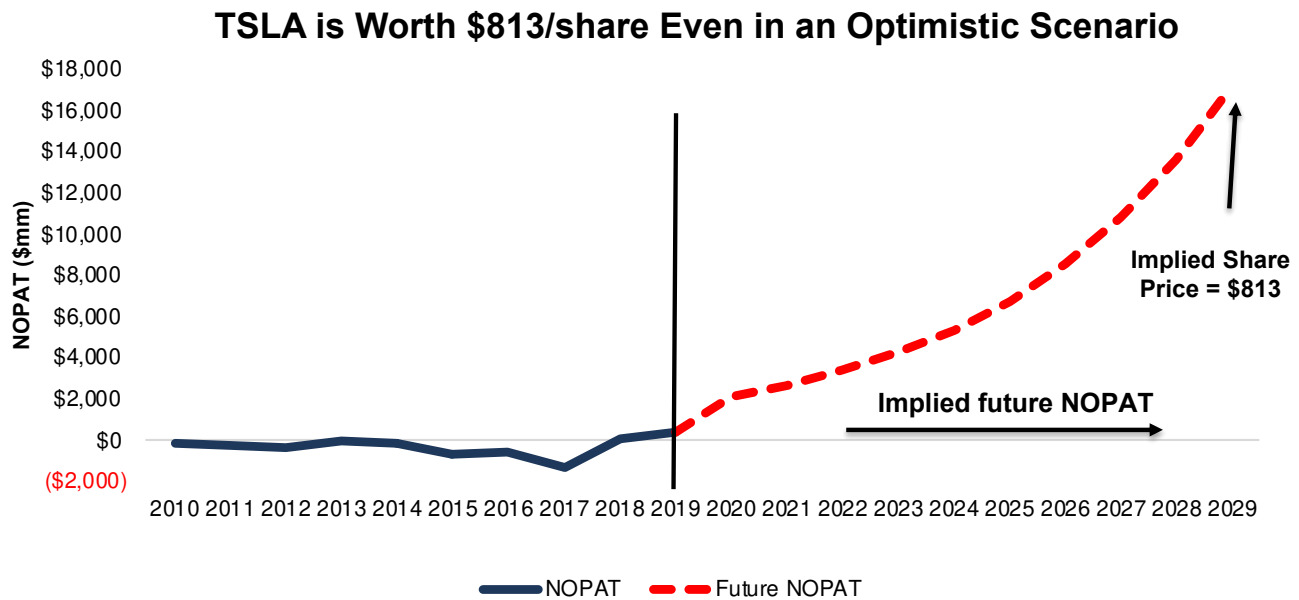 TSLA is Worth $813/share Even in an Optimistic Scenario
$18,000
$16,000
$14,000
$12,000
$10,000
$8,000
$6,000
$4,000
$2,000
$0
($2,000)
NOPAT ($mm)
Implied Share
Price = $813
Implied future NOPAT
2010 2011 2012 2013 2014 2015 2016 2017 2018 2019 2020 2021 2022 2023 2024 2025 2026 2027 2028 2029
NOPAT Future NOPAT